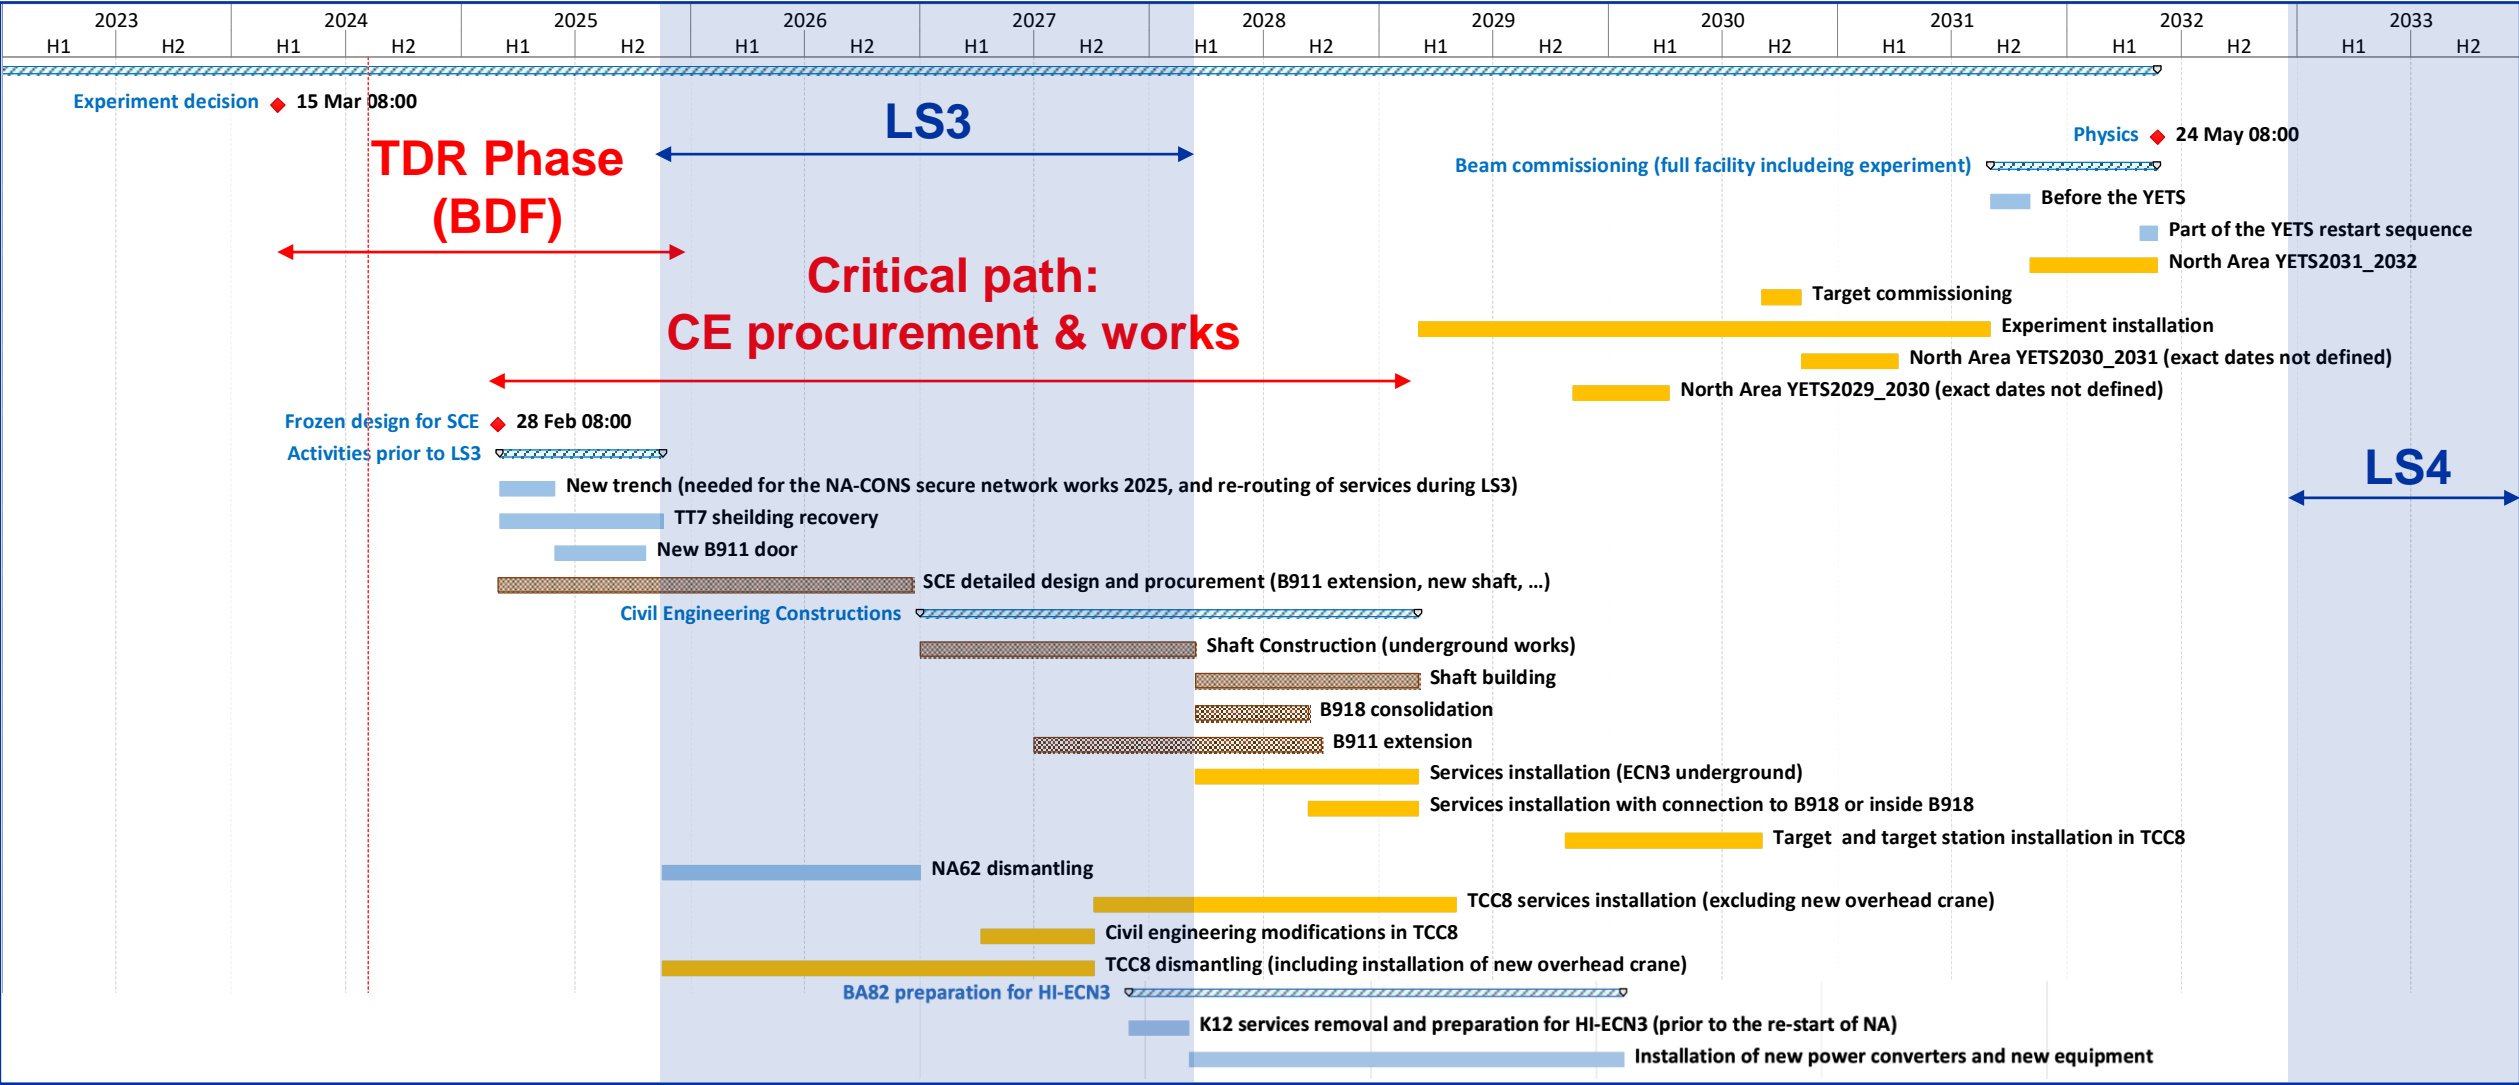 2023 2024 2025 2026 2027 2028 2029 2030 2031 2032 2033
H1 H2 H1 H2 H1 H2 H1 H2 H1 H2 H1 H2 H1 H2 H1 H2 H1 H2 H1 H2 H1 H2
Experiment decision 15 Mar 08:00
LS3
Physics 24 May 08:00
TDR Phase
(BDF)
Beam commissioning (full facility includeing experiment)
Before the YETS
Part of the YETS restart sequence
North Area YETS2031_2032
Critical path:
CE procurement & works
Target commissioning
Experiment installation
North Area YETS2030_2031 (exact dates not defined)
North Area YETS2029_2030 (exact dates not defined)
Frozen design for SCE 28 Feb 08:00
Activities prior to LS3
LS4
New trench (needed for the NA-CONS secure network works 2025, and re-routing of services during LS3)
TT7 sheilding recovery
New B911 door
SCE detailed design and procurement (B911 extension, new shaft, ...)
Civil Engineering Constructions
Shaft Construction (underground works)
Shaft building
B918 consolidation
B911 extension
Services installation (ECN3 underground)
Services installation with connection to B918 or inside B918
Target and target station installation in TCC8
NA62 dismantling
TCC8 services installation (excluding new overhead crane)
Civil engineering modifications in TCC8
TCC8 dismantling (including installation of new overhead crane)
BA82 preparation for HI-ECN3
K12 services removal and preparation for HI-ECN3 (prior to the re-start of NA)
Installation of new power converters and new equipment